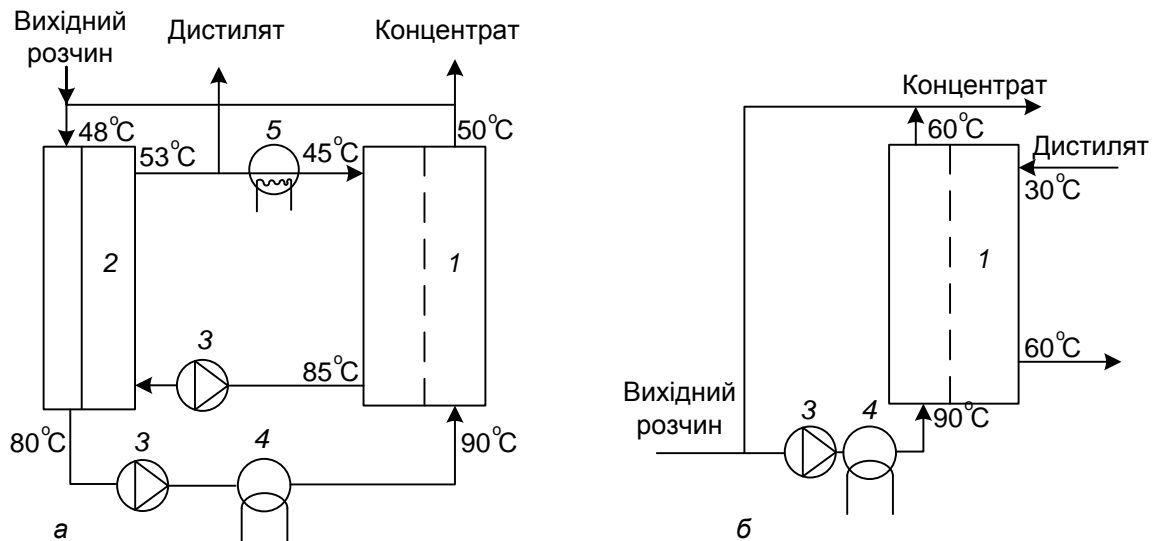 Вихідний
розчин
Дистилят
Концентрат
48°C
53°C
5
45°C
50°C
2
1
3
85°C
80°C
3
4
90°C
а
Концентрат
60°C
Дистилят
30°C
1
60°C
Вихідний
розчин
3
4
90°C
б